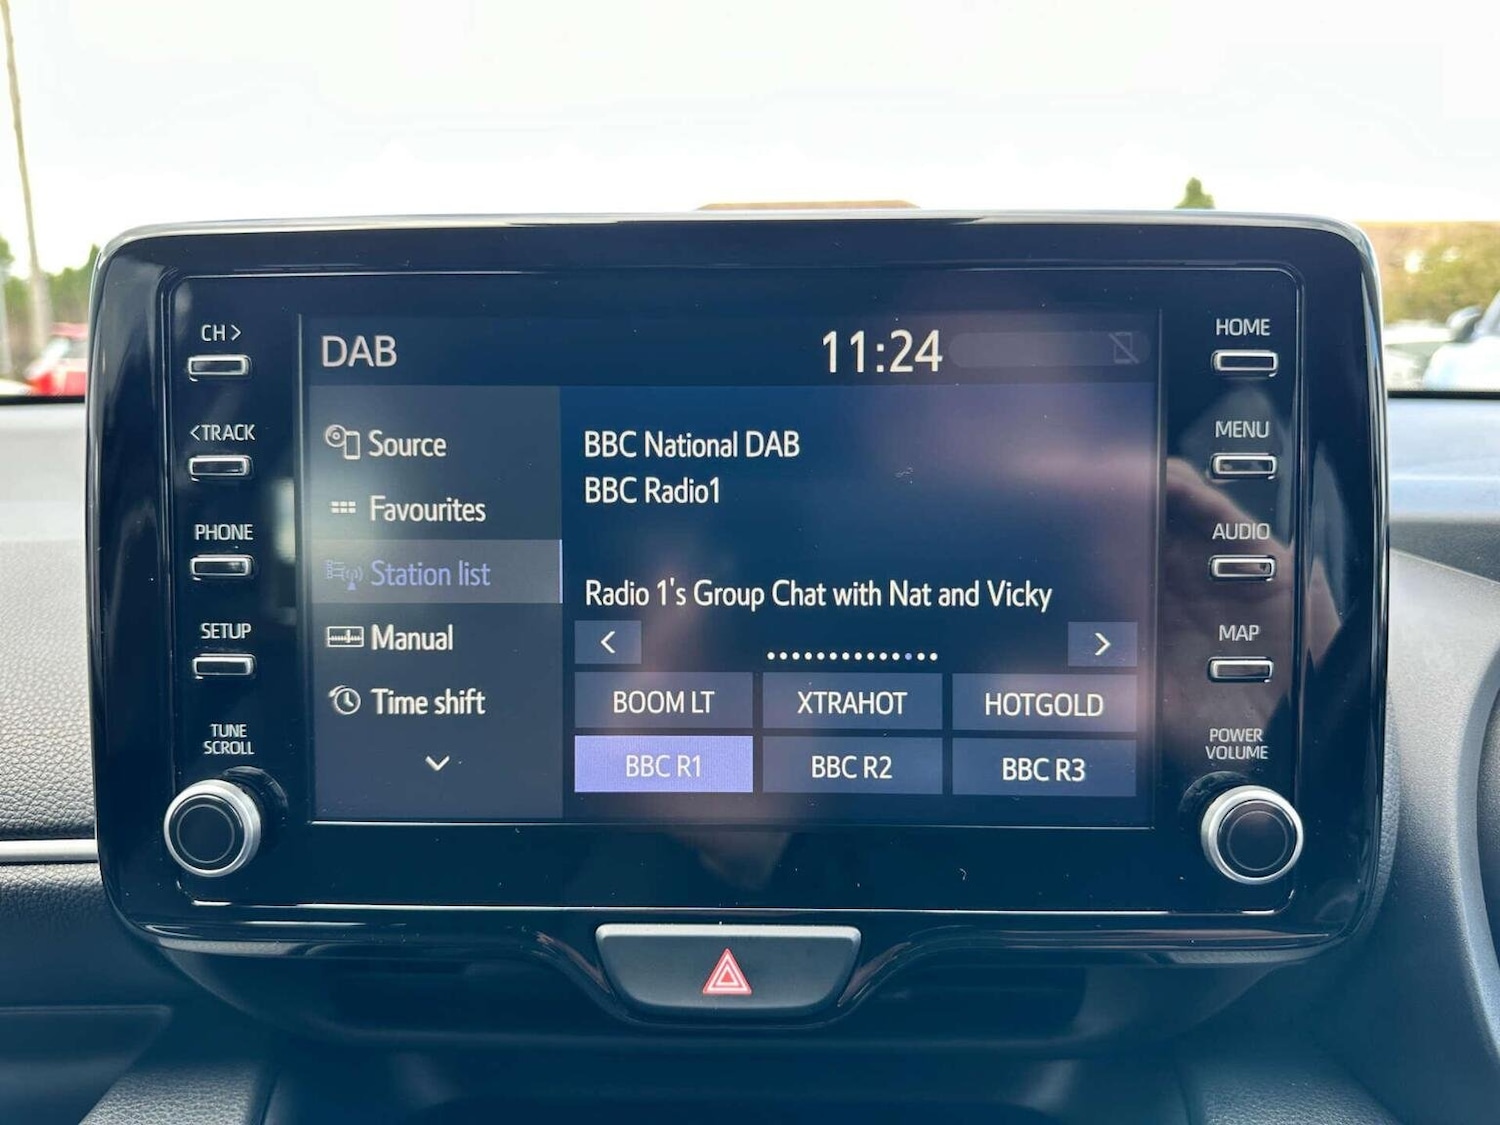 CH >
<TRACK
PHONE
SETUP
TUNE
SCROLL
DAB
11:24
Source
Favourites
Station list
Manual
Time shift
BBC National DAB
BBC Radio1
Radio 1's Group Chat with Nat and Vicky
< >
BOOM LT XTRAHOT HOTGOLD
BBC R1 BBC R2 BBC R3
HOME
MENU
AUDIO
MAP
POWER
VOLUME